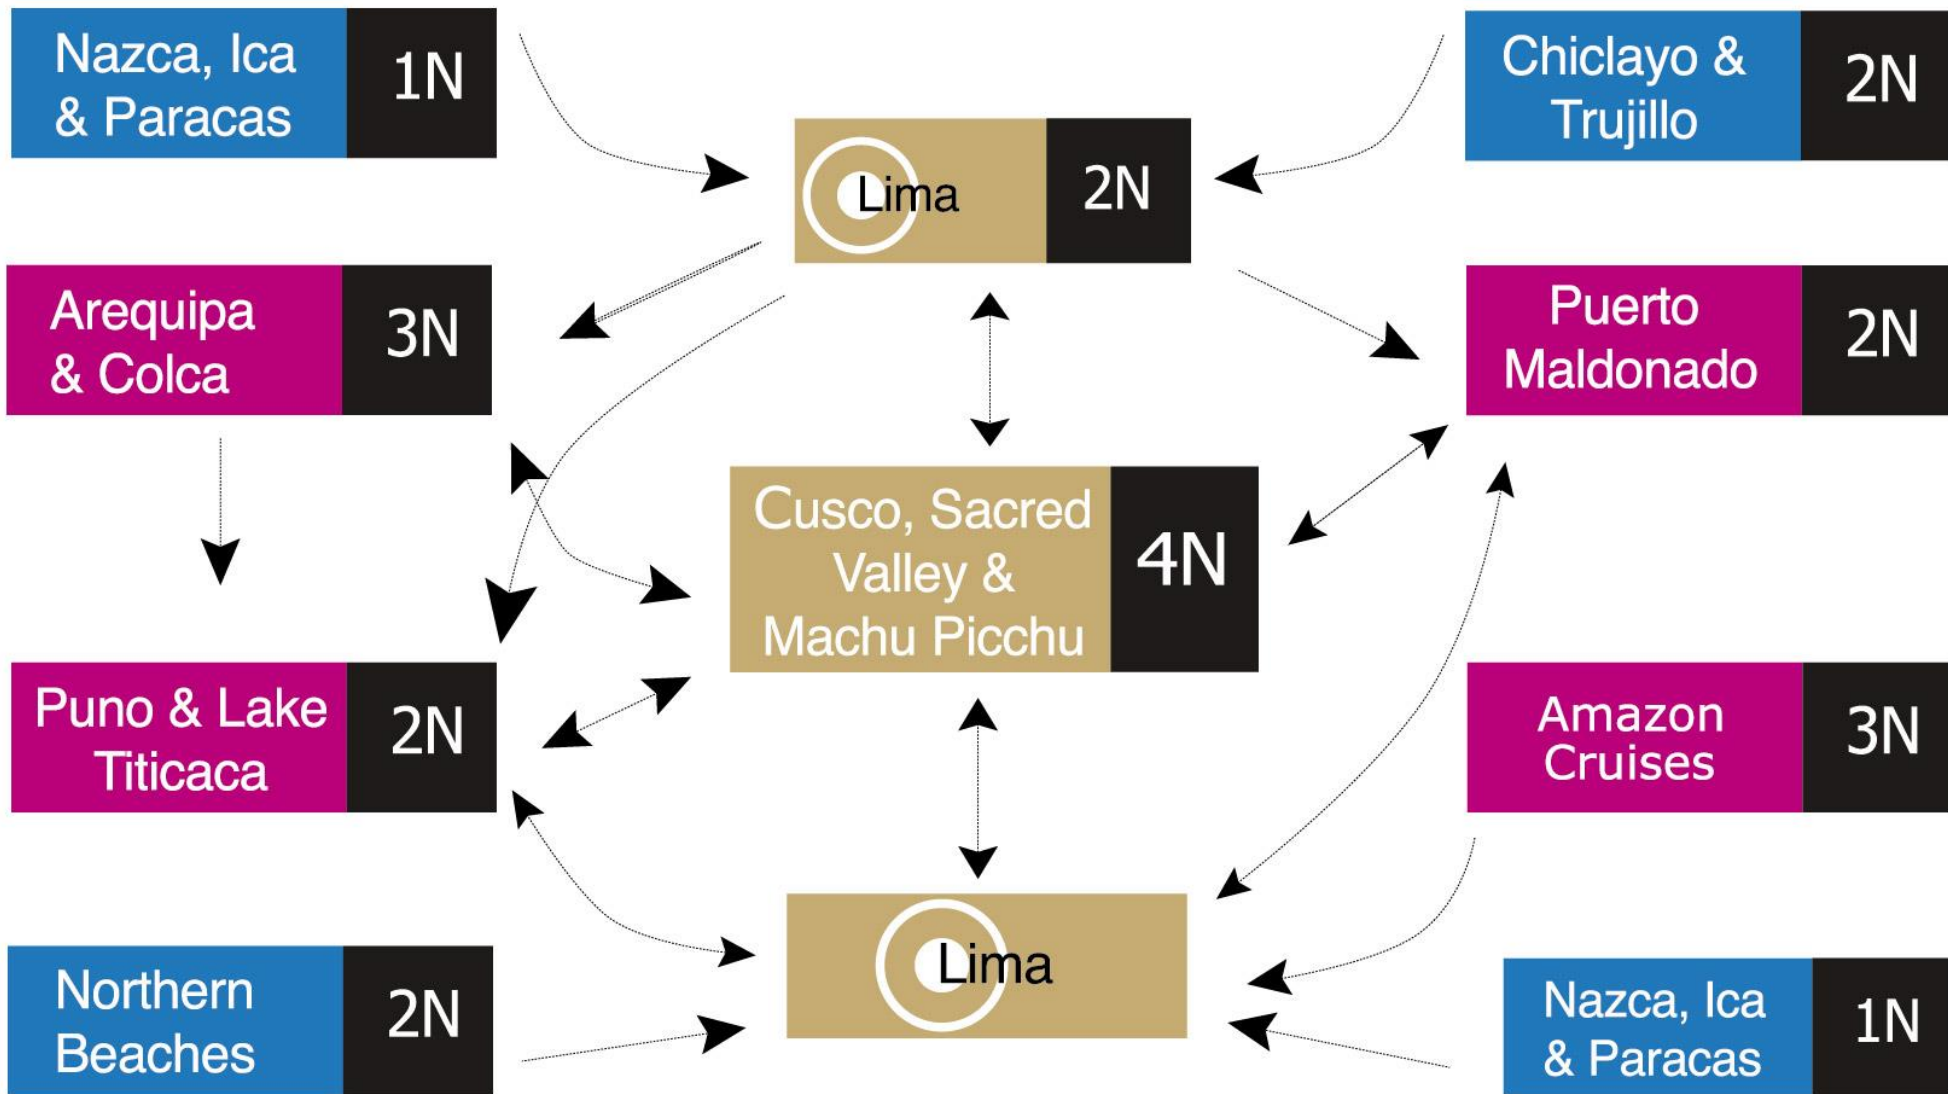 Nazca, Ica
& Paracas
1N
Lima
2N
Chiclayo &
Trujillo
2N
Arequipa
& Colca
3N
Puerto
Maldonado
2N
Cusco, Sacred
Valley &
Machu Picchu
4N
Puno & Lake
Titicaca
2N
Amazon
Cruises
3N
Northern
Beaches
2N
Lima
Nazca, Ica
& Paracas
1N